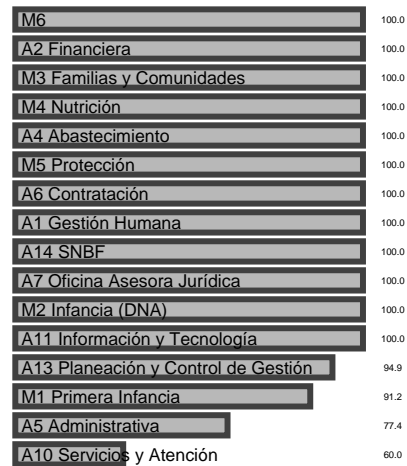 M6 100.0
A2 Financiera 100.0
M3 Familias y Comunidades 100.0
M4 Nutrición 100.0
A4 Abastecimiento 100.0
M5 Protección 100.0
A6 Contratación 100.0
A1 Gestión Humana 100.0
A14 SNBF 100.0
A7 Oficina Asesora Jurídica 100.0
M2 Infancia (DNA) 100.0
A11 Información y Tecnología 100.0
A13 Planeación y Control de Gestión 94.9
M1 Primera Infancia 91.2
A5 Administrativa 77.4
A10 Servicios y Atención 60.0